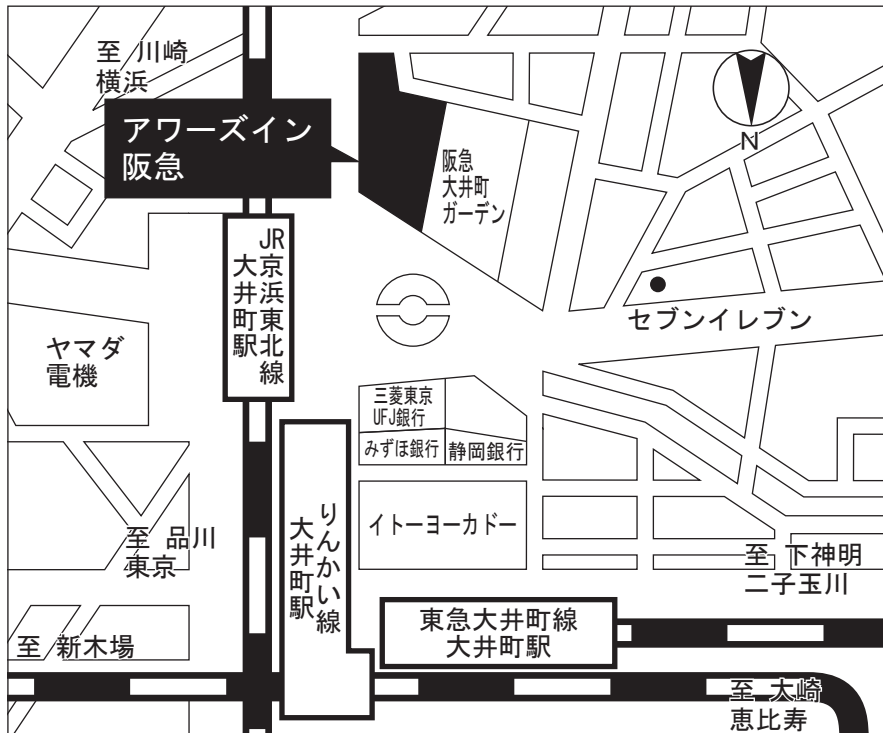 至 川崎
横浜
アワーズイン
阪急
阪急
大井町
ガーデン
N
JR京浜東北線
大井町駅
セブンイレブン
ヤマダ
電機
三菱東京
UFJ銀行
みずほ銀行
静岡銀行
りんかい線
大井町駅
イトーヨーカドー
至 品川
東京
至 下神明
二子玉川
東急大井町線
大井町駅
至 新木場
至 大崎
恵比寿